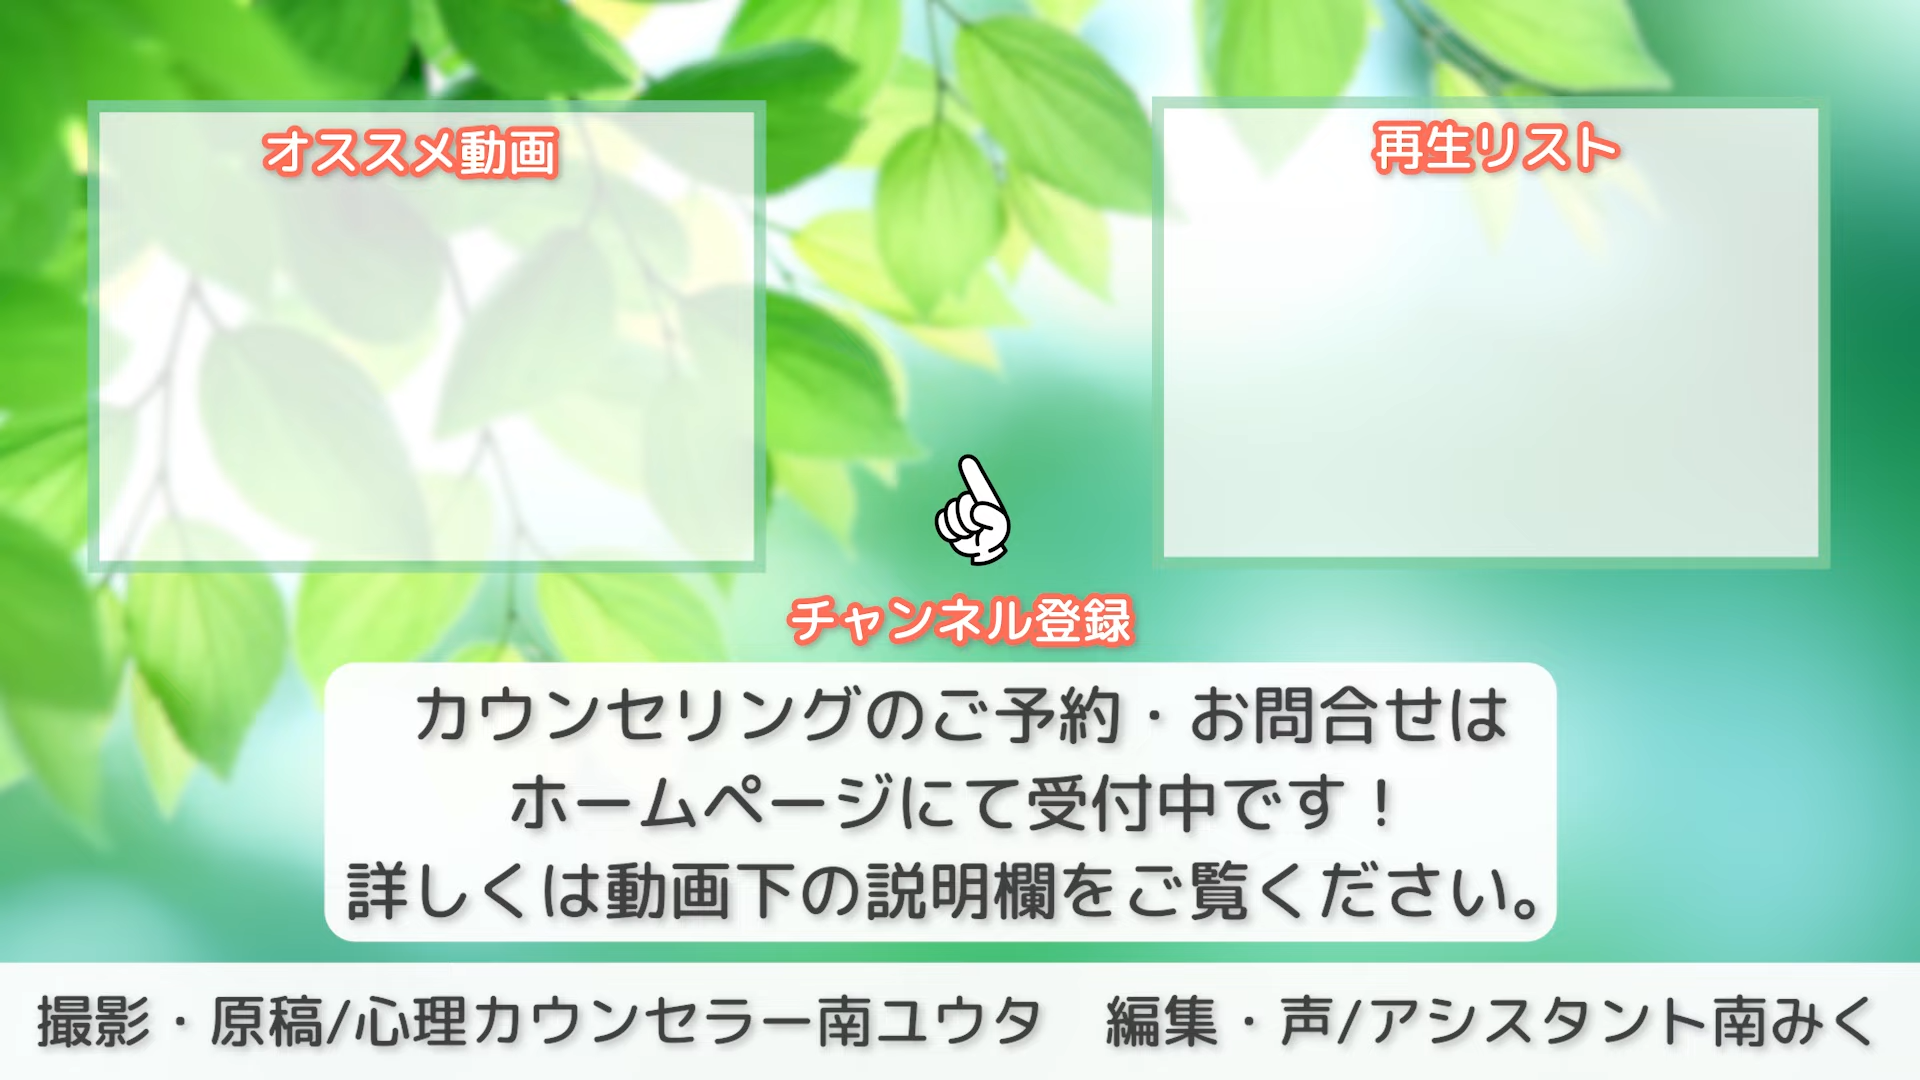 オススメ動画
再生リスト
チャンネル登録
カウンセリングのご予約・お問合せは
ホームページにて受付中です！
詳しくは動画下の説明欄をご覧ください。
撮影・原稿/心理カウンセラー南ユウタ　編集・声/アシスタント南みく